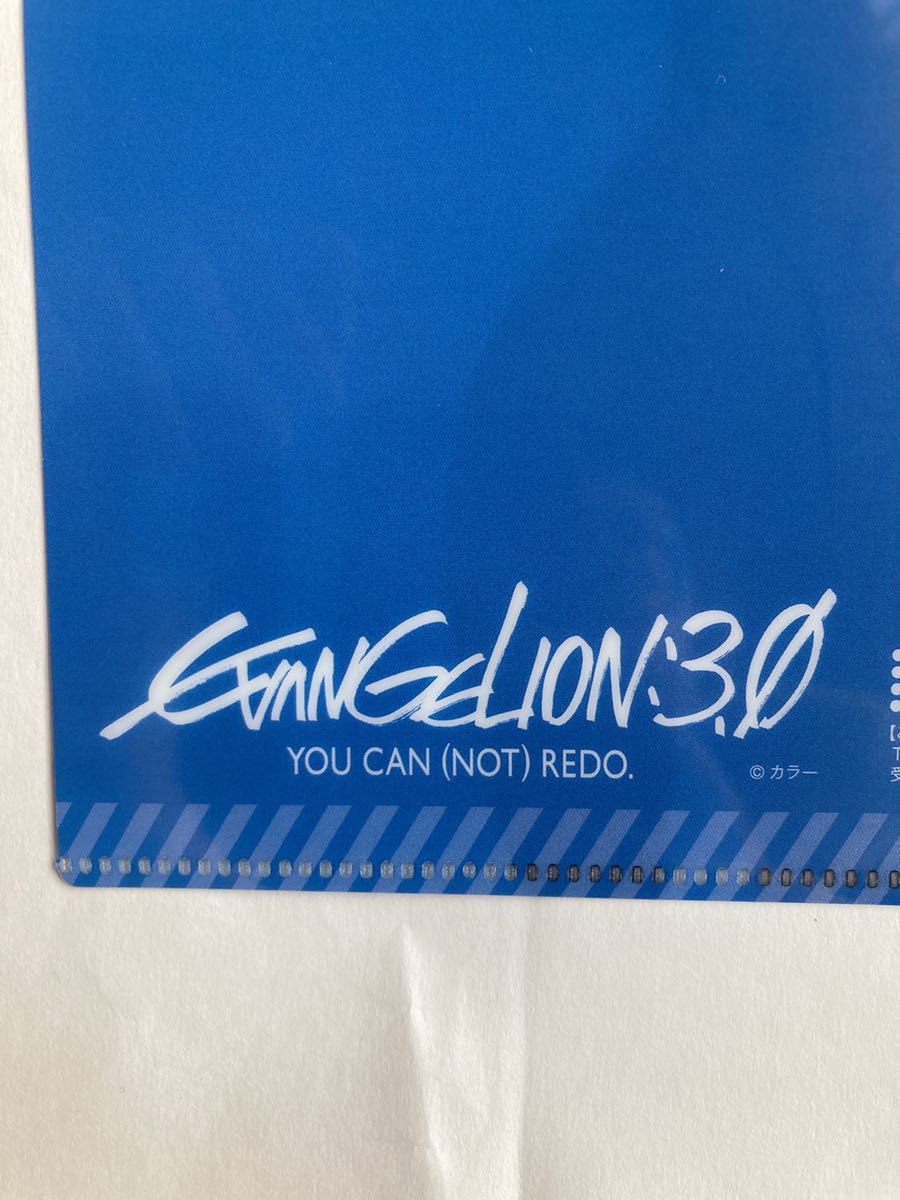 EVANGELION:3.0
YOU CAN (NOT) REDO.
© カラー